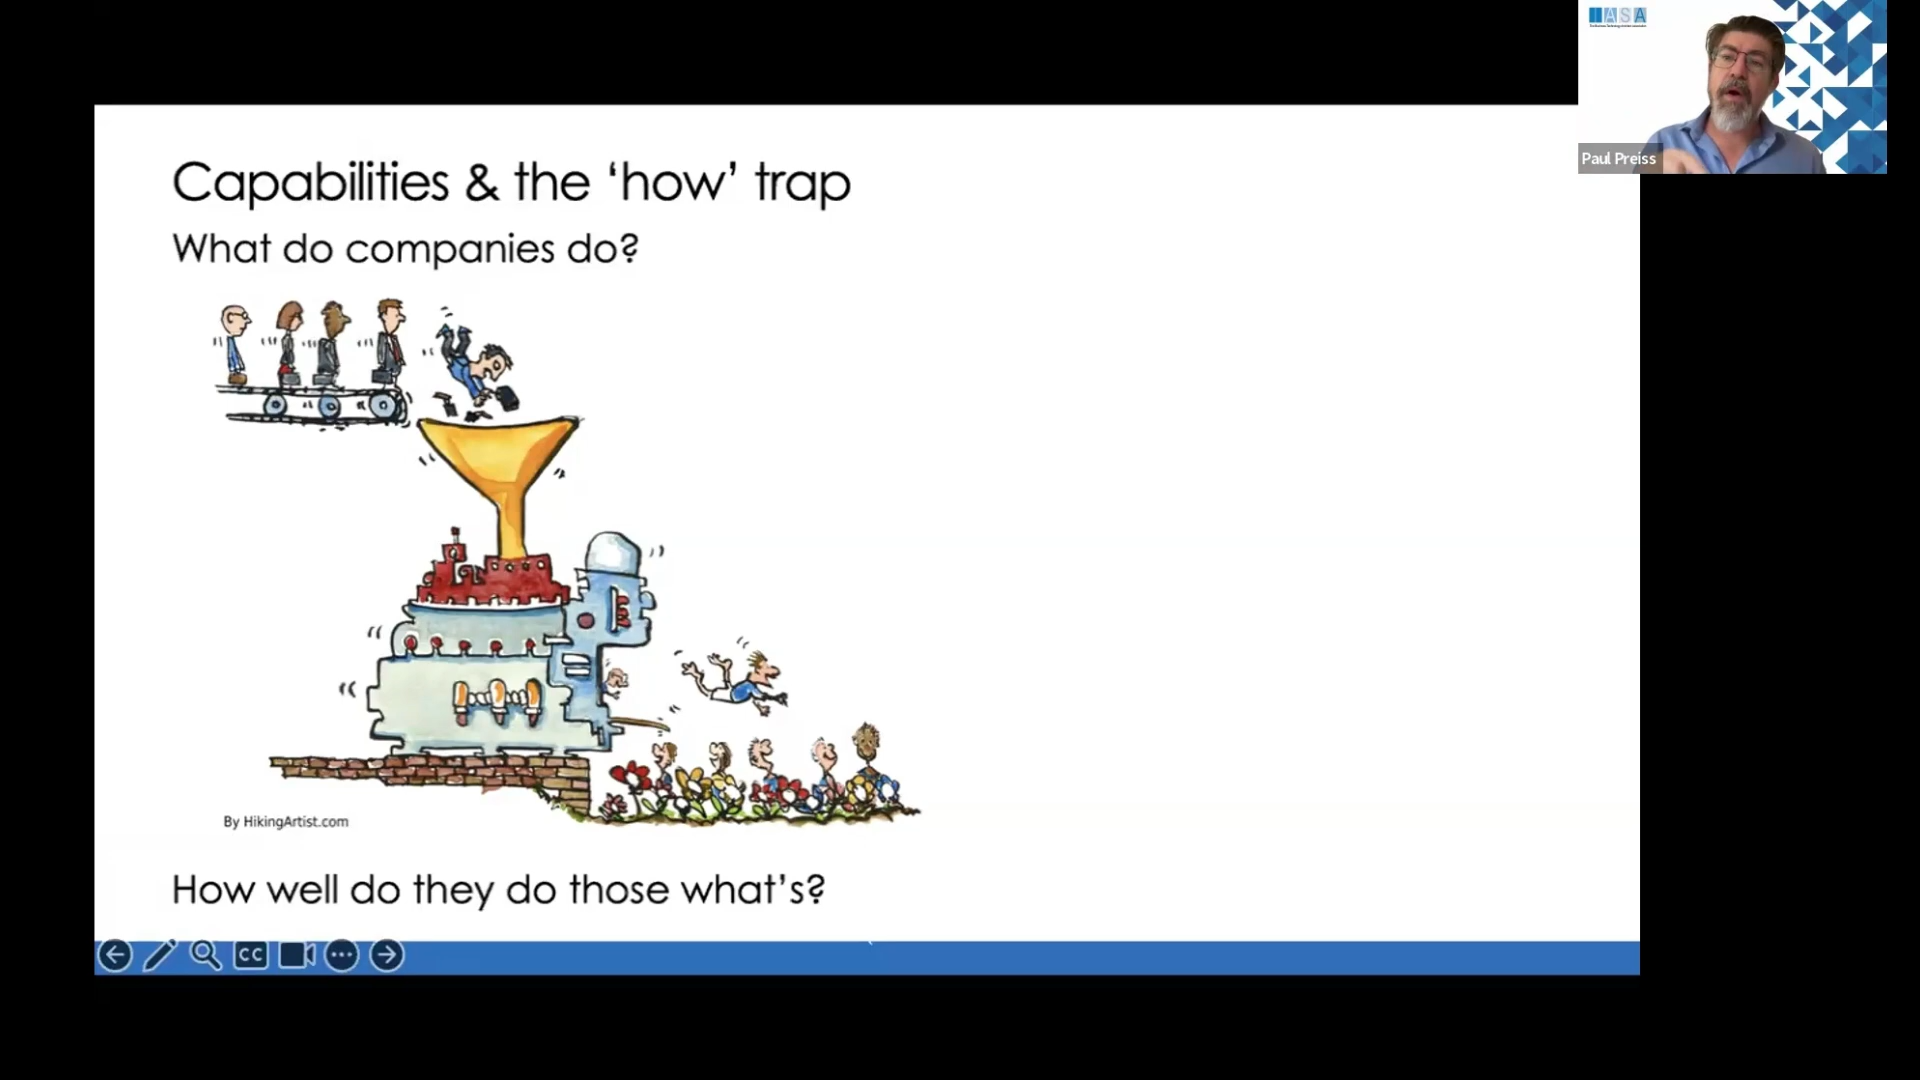 IASA
Paul Preiss
Capabilities & the ‘how’ trap
What do companies do?
By HikingArtist.com
How well do they do those what’s?
CC